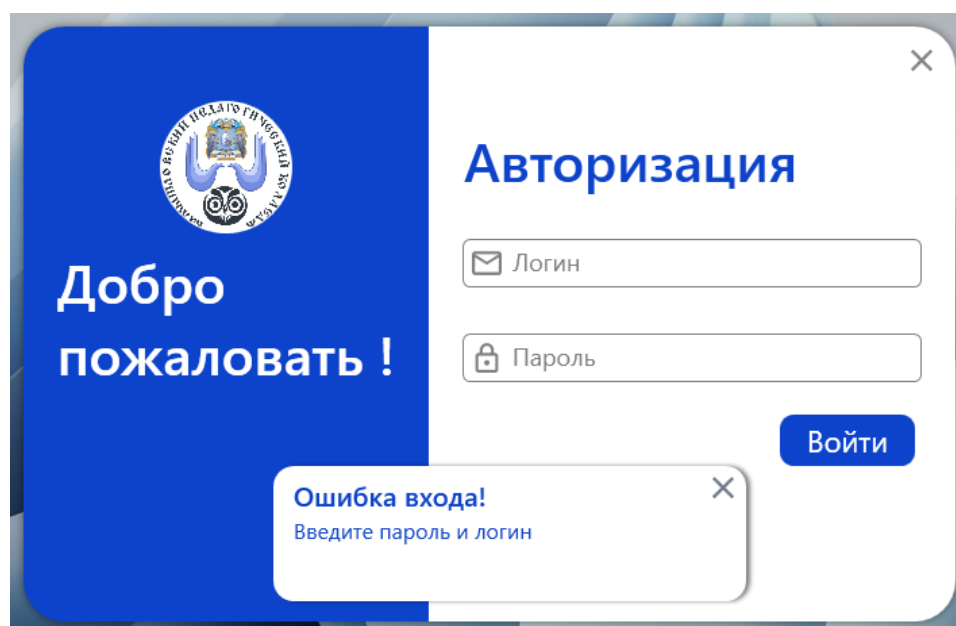 Добро
пожаловать !
Авторизация
Логин
Пароль
Войти
Ошибка входа!
Введите пароль и логин